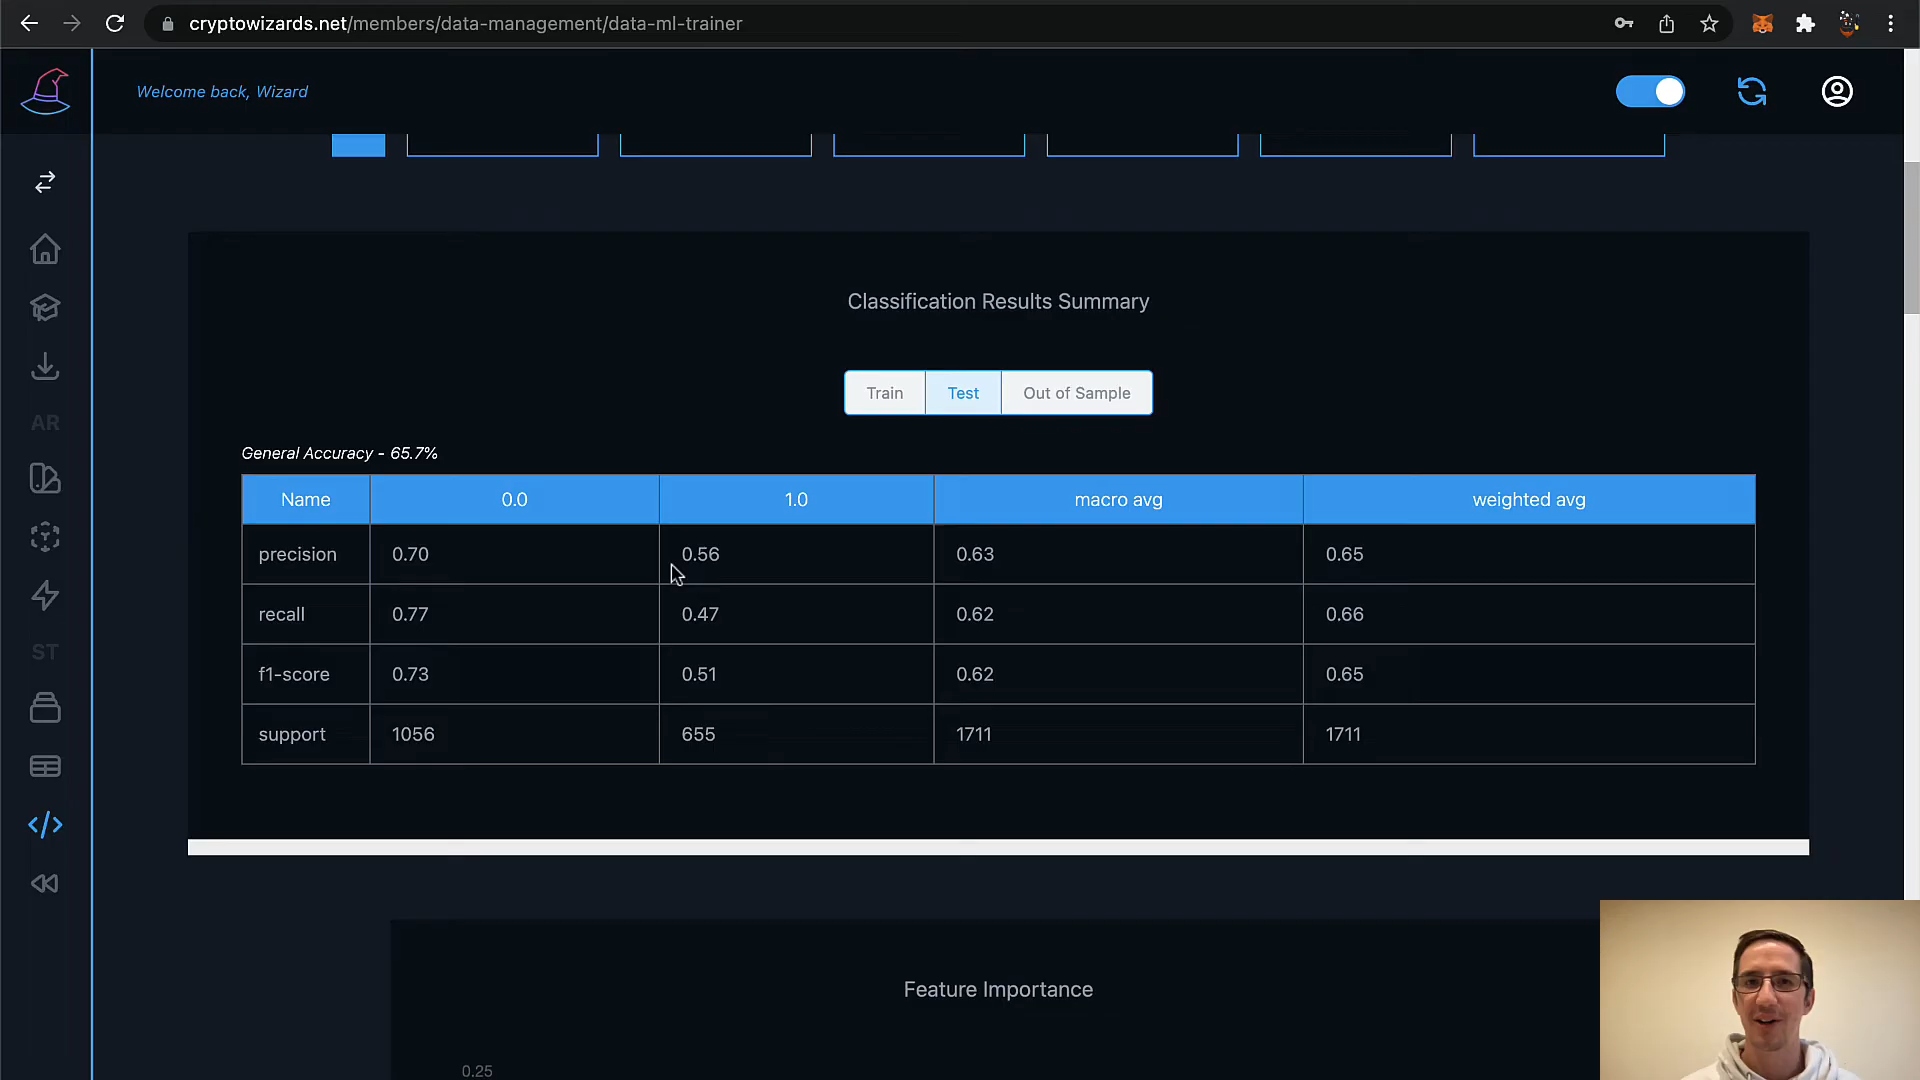 cryptowizards.net/members/data-management/data-ml-trainer
Welcome back, Wizard
AR
ST
Classification Results Summary
Train Test Out of Sample
General Accuracy - 65.7%
Name 0.0 1.0 macro avg weighted avg
precision 0.70 0.56 0.63 0.65
recall 0.77 0.47 0.62 0.66
f1-score 0.73 0.51 0.62 0.65
support 1056 655 1711 1711
Feature Importance
0.25